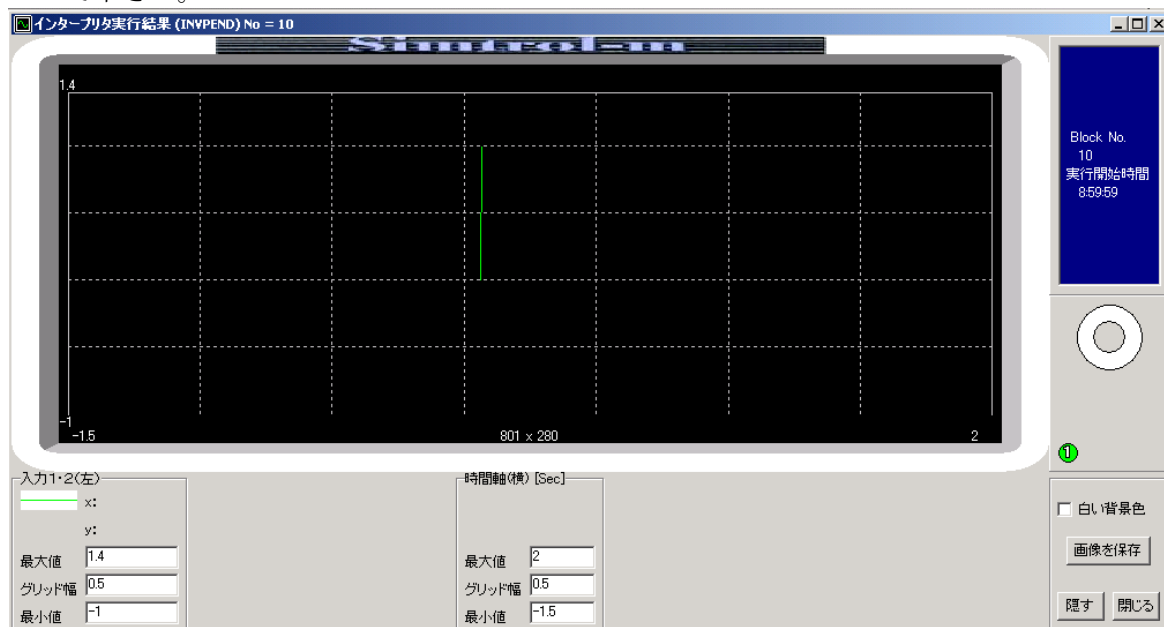 インタープリタ実行結果 (INVPEND) No = 10
Simtrol-m
1.4
-1
-1.5
801 x 280
2
Block No.
10
実行開始時間
8:59:59
1
入力1・2(左)
x:
y:
最大値 1.4
グリッド幅 0.5
最小値 -1
時間軸(横) [Sec]
最大値 2
グリッド幅 0.5
最小値 -1.5
白い背景色
画像を保存
隠す 閉じる